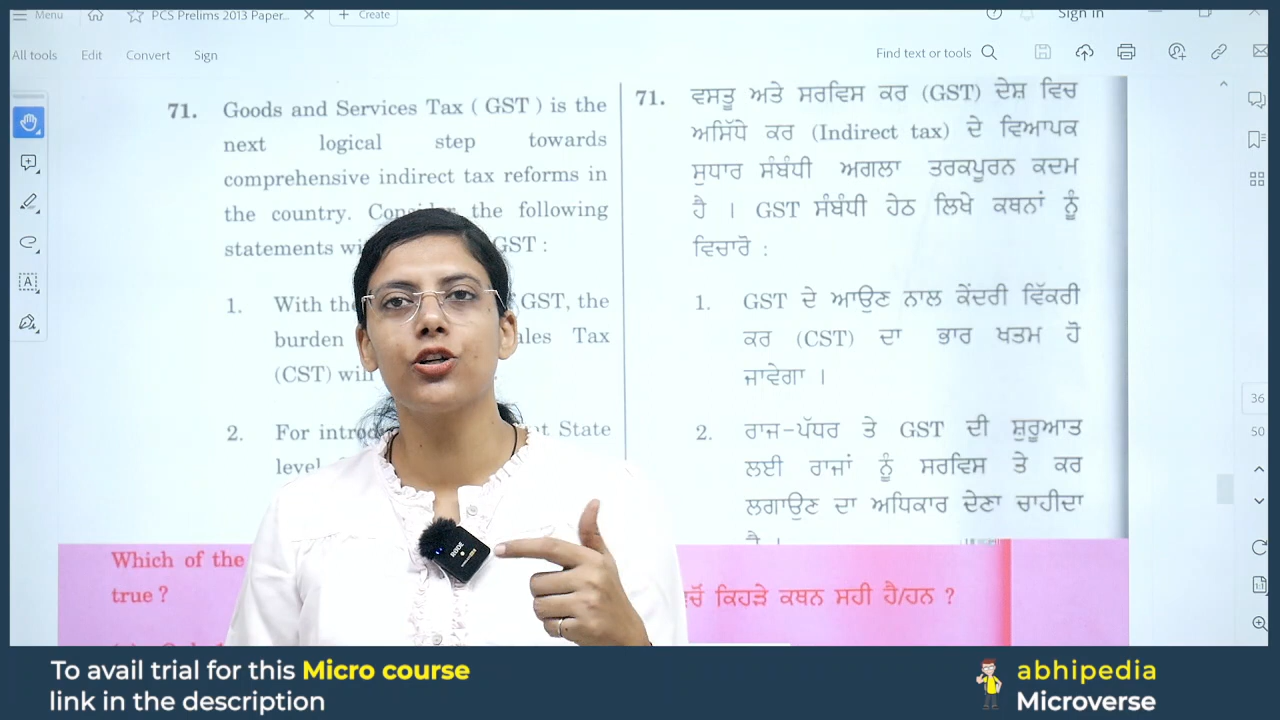 Menu
PCS Prelims 2013 Paper...
Create
Sign In
All tools
Edit
Convert
Sign
Find text or tools
71.
Goods and Services Tax ( GST ) is the
next logical step towards
comprehensive indirect tax reforms in
the country. the following
statements GST :
1. With GST, the
burden Tax
(CST)
2. For State
level
Which of the
true ?
71.
ਵਸਤੂ ਅਤੇ ਸਰਵਿਸ ਕਰ (GST) ਦੇਸ਼ ਵਿਚ
ਅਸਿੱਧੇ ਕਰ (Indirect tax) ਦੇ ਵਿਆਪਕ
ਸੁਧਾਰ ਸੰਬੰਧੀ ਅਗਲਾ ਤਰਕਪੂਰਨ ਕਦਮ
ਹੈ । GST ਸੰਬੰਧੀ ਹੇਠ ਲਿਖੇ ਕਥਨਾਂ ਨੂੰ
ਵਿਚਾਰੋ :
1. GST ਦੇ ਆਉਣ ਨਾਲ ਕੇਂਦਰੀ ਵਿੱਕਰੀ
ਕਰ (CST) ਦਾ ਭਾਰ ਖਤਮ ਹੋ
ਜਾਵੇਗਾ ।
2. ਰਾਜ-ਪੱਧਰ ਤੇ GST ਦੀ ਸ਼ੁਰੂਆਤ
ਲਈ ਰਾਜਾਂ ਨੂੰ ਸਰਵਿਸ ਤੇ ਕਰ
ਲਗਾਉਣ ਦਾ ਅਧਿਕਾਰ ਦੇਣਾ ਚਾਹੀਦਾ
ਕਿਹੜੇ ਕਥਨ ਸਹੀ ਹੈ/ਹਨ ?
36
50
RODE
To avail trial for this Micro course
link in the description
abhipedia
Microverse